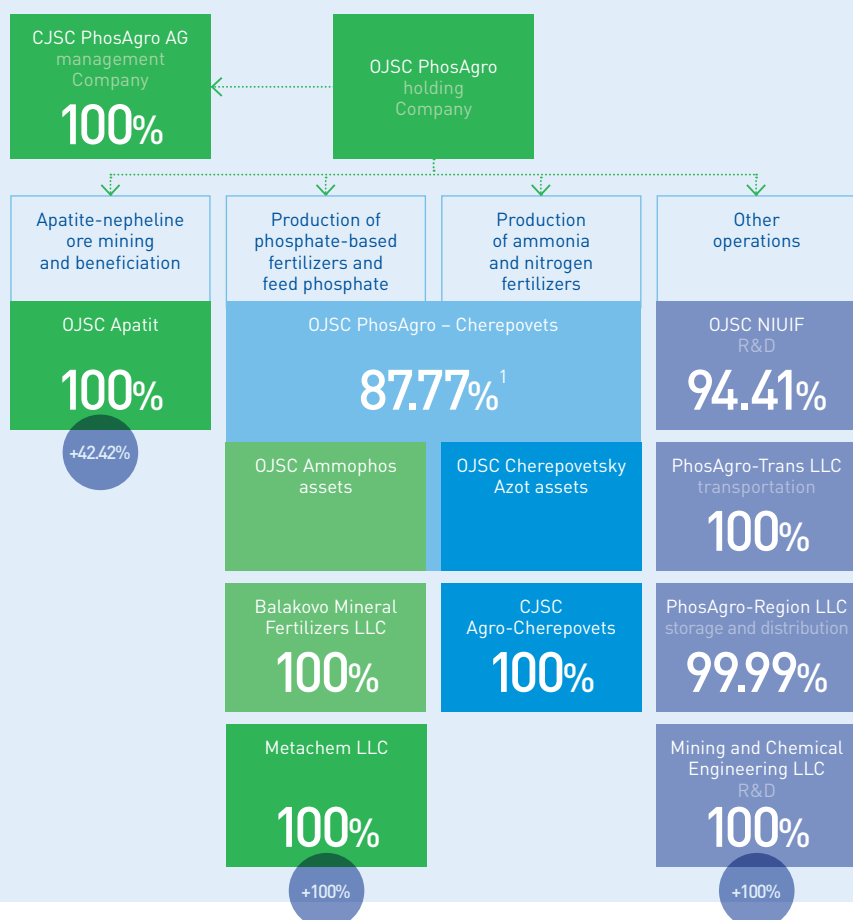 CJSC PhosAgro AG
management
Company
100%
OJSC PhosAgro
holding
Company
Apatite-nepheline
ore mining
and beneficiation
Production of
phosphate-based
fertilizers and
feed phosphate
Production
of ammonia
and nitrogen
fertilizers
Other
operations
OJSC Apatit
100%
+42.42%
OJSC PhosAgro – Cherepovets
87.77%1
OJSC NIUIF
R&D
94.41%
OJSC Ammophos
assets
OJSC Cherepovetsky
Azot assets
PhosAgro-Trans LLC
transportation
100%
Balakovo Mineral
Fertilizers LLC
100%
CJSC
Agro-Cherepovets
100%
PhosAgro-Region LLC
storage and distribution
99.99%
Metachem LLC
100%
+100%
Mining and Chemical
Engineering LLC
R&D
100%
+100%